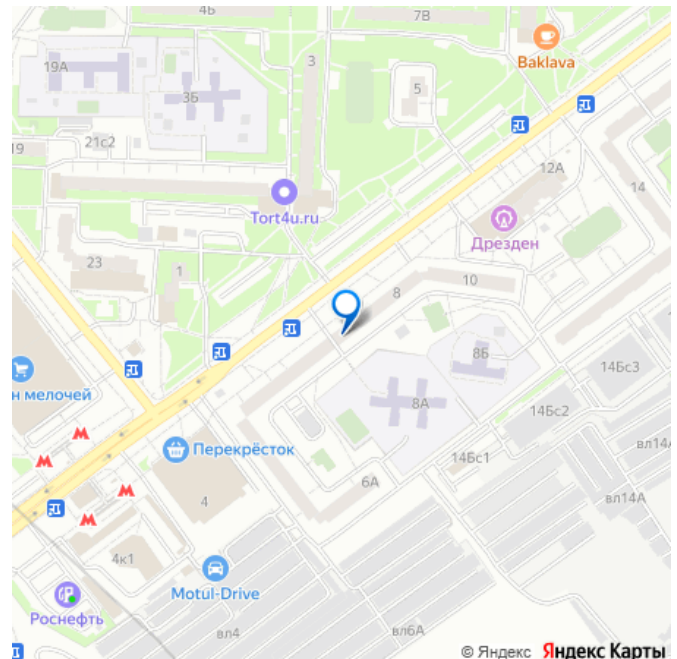 4Б
7В
Baklava
3
19А
5
3Б
21с2
19
12А
14
Tort4u.ru
Дрезден
23
1
10
8
8Б
14Бс3
н мелочей
8А
14Бс2
Перекрёсток
14Бс1
вл14
6А
вл14А
4
4к1
Motul-Drive
Роснефть
вл4
вл6А
© Яндекс Яндекс Карты